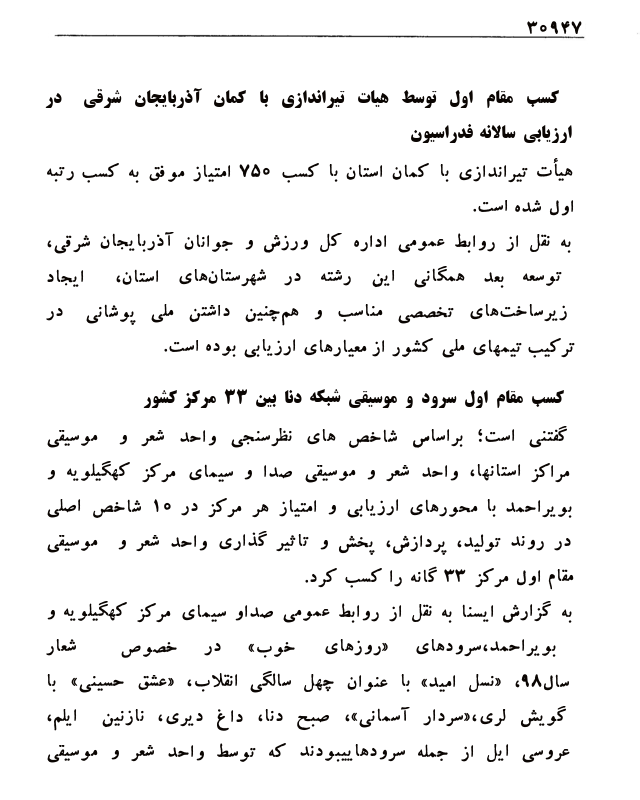 ۳۰۹۴۷
کسب مقام اول توسط هیات تیراندازی با کمان آذربایجان شرقی در
ارزیابی سالانه فدراسیون
هیأت تیراندازی با کمان استان با کسب ۷۵۰ امتیاز موفق به کسب رتبه
اول شده است.
به نقل از روابط عمومی اداره کل ورزش و جوانان آذربایجان شرقی،
توسعه بعد همگانی این رشته در شهرستان‌های استان، ایجاد
زیرساخت‌های تخصصی مناسب و هم‌چنین داشتن ملی پوشانی در
ترکیب تیمهای ملی کشور از معیارهای ارزیابی بوده است.
کسب مقام اول سرود و موسیقی شبکه دنا بین ۳۳ مرکز کشور
گفتنی است؛ براساس شاخص های نظرسنجی واحد شعر و موسیقی
مراکز استانها، واحد شعر و موسیقی صدا و سیمای مرکز کهگیلویه و
بویراحمد با محورهای ارزیابی و امتیاز هر مرکز در ۱۰ شاخص اصلی
در روند تولید، پردازش، پخش و تاثیر گذاری واحد شعر و موسیقی
مقام اول مرکز ۳۳ گانه را کسب کرد.
به گزارش ایسنا به نقل از روابط عمومی صداو سیمای مرکز کهگیلویه و
بویراحمد،سرودهای «روزهای خوب» در خصوص شعار
سال۹۸، «نسل امید» با عنوان چهل سالگی انقلاب، «عشق حسینی» با
گویش لری،«سردار آسمانی»، صبح دنا، داغ دیری، نازنین ایلم،
عروسی ایل از جمله سرودهاییبودند که توسط واحد شعر و موسیقی